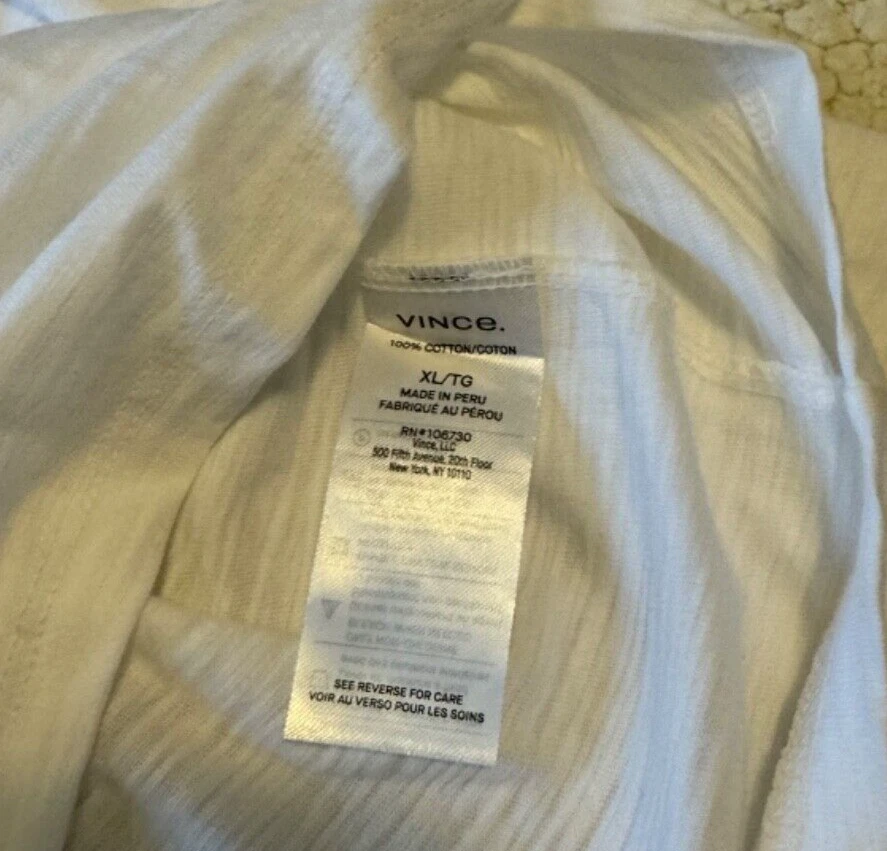 VINCe.
100% COTTON/COTON
XL/TG
MADE IN PERU
FABRIQUÉ AU PÉROU
RN#106730
Vince, LLC
500 Fifth Avenue, 20th Floor
New York, NY 10110
SEE REVERSE FOR CARE
VOIR AU VERSO POUR LES SOINS